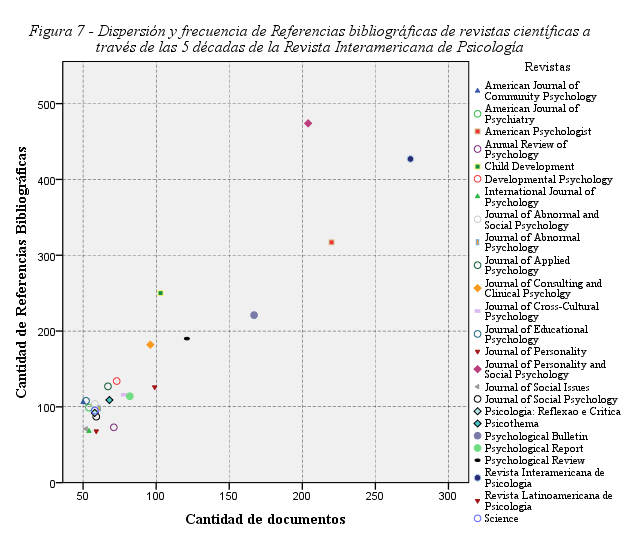 Figura 7 - Dispersión y frecuencia de Referencias bibliográficas de revistas científicas a
través de las 5 décadas de la Revista Interamericana de Psicología
Revistas
American Journal of
Community Psychology
American Journal of
Psychiatry
American Psychologist
Annual Review of
Psychology
Child Development
Developmental Psychology
International Journal of
Psychology
Journal of Abnormal and
Social Psychology
Journal of Abnormal
Psychology
Journal of Applied
Psychology
Journal of Consulting and
Clinical Psycholgy
Journal of Cross-Cultural
Psychology
Journal of Educational
Psychology
Journal of Personality
Journal of Personality and
Social Psychology
Journal of Social Issues
Journal of Social Psychology
Psicologia: Reflexao e Critica
Psicothema
Psychological Bulletin
Psychological Report
Psychological Review
Revista Interamericana de
Psicologia
Revista Latinoamericana de
Psicologia
Science
Cantidad de Referencias Bibliográficas
500
400
300
200
100
0
50
100
150
200
250
300
Cantidad de documentos